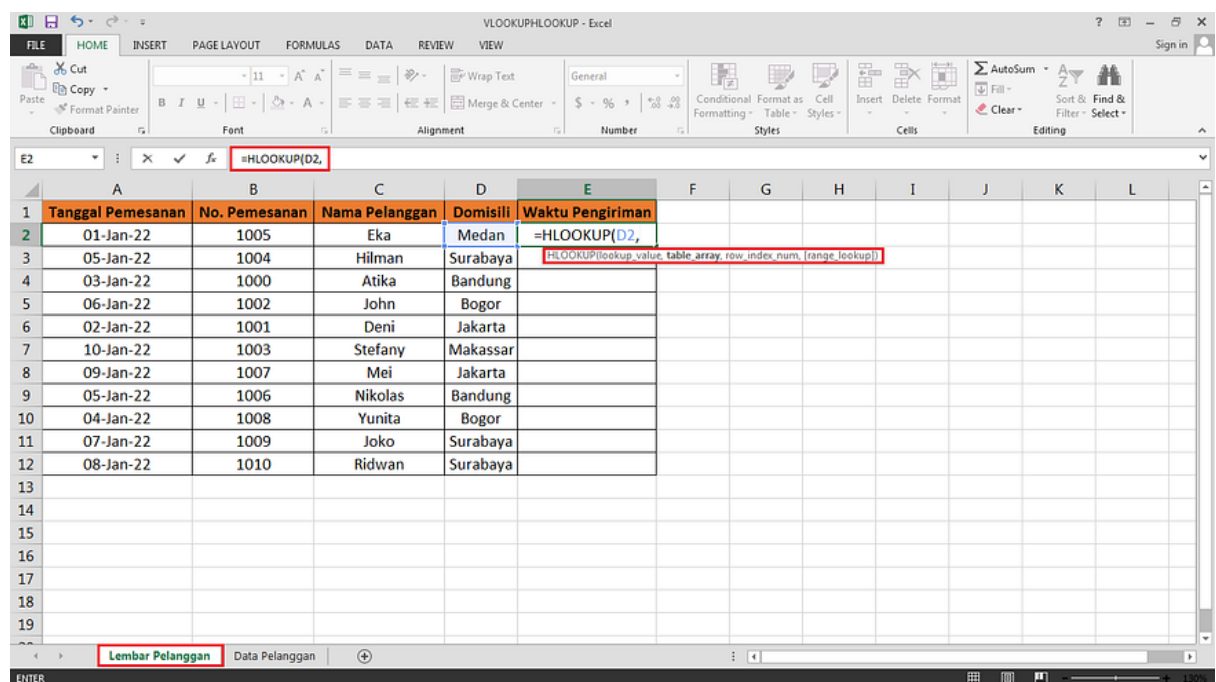 VLOOKUPHLOOKUP - Excel
FILE HOME INSERT PAGE LAYOUT FORMULAS DATA REVIEW VIEW Sign in
Paste
Cut
Copy
Format Painter
Clipboard
11
B I U
Font
Wrap Text
Merge & Center
Alignment
General
$ % ,
Number
Conditional Formatting
Format as Table
Cell Styles
Styles
Insert Delete Format
Cells
AutoSum
Fill
Clear
Sort & Filter
Find & Select
Editing
E2 fx =HLOOKUP(D2,
A B C D E F G H I J K L
1 Tanggal Pemesanan No. Pemesanan Nama Pelanggan Domisili Waktu Pengiriman
2 01-Jan-22 1005 Eka Medan =HLOOKUP(D2,
HLOOKUP(lookup_value, table_array, row_index_num, [range_lookup])
3 05-Jan-22 1004 Hilman Surabaya
4 03-Jan-22 1000 Atika Bandung
5 06-Jan-22 1002 John Bogor
6 02-Jan-22 1001 Deni Jakarta
7 10-Jan-22 1003 Stefany Makassar
8 09-Jan-22 1007 Mei Jakarta
9 05-Jan-22 1006 Nikolas Bandung
10 04-Jan-22 1008 Yunita Bogor
11 07-Jan-22 1009 Joko Surabaya
12 08-Jan-22 1010 Ridwan Surabaya
13
14
15
16
17
18
19
Lembar Pelanggan Data Pelanggan
ENTER 130%